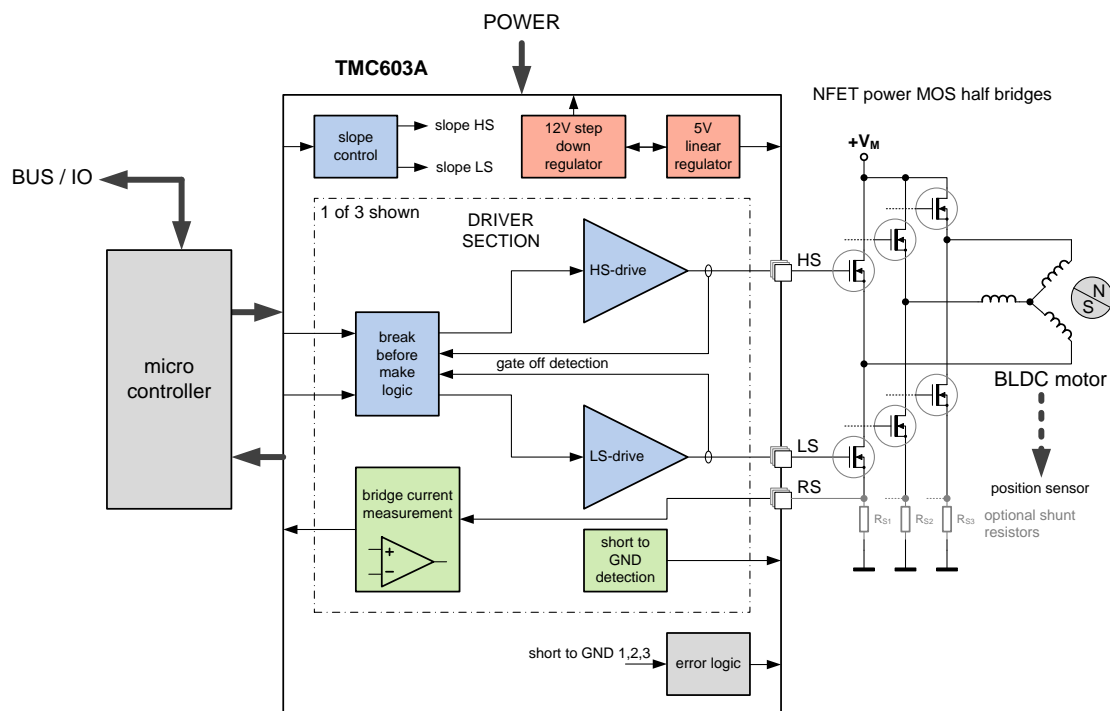 POWER
TMC603A
NFET power MOS half bridges
slope control
slope HS
slope LS
12V step down regulator
5V linear regulator
+VM
BUS / IO
1 of 3 shown
DRIVER SECTION
HS-drive
HS
N
S
break before make logic
gate off detection
micro controller
BLDC motor
LS-drive
LS
RS
position sensor
bridge current measurement
+
−
short to GND detection
RS1
RS2
RS3
optional shunt resistors
short to GND 1,2,3
error logic